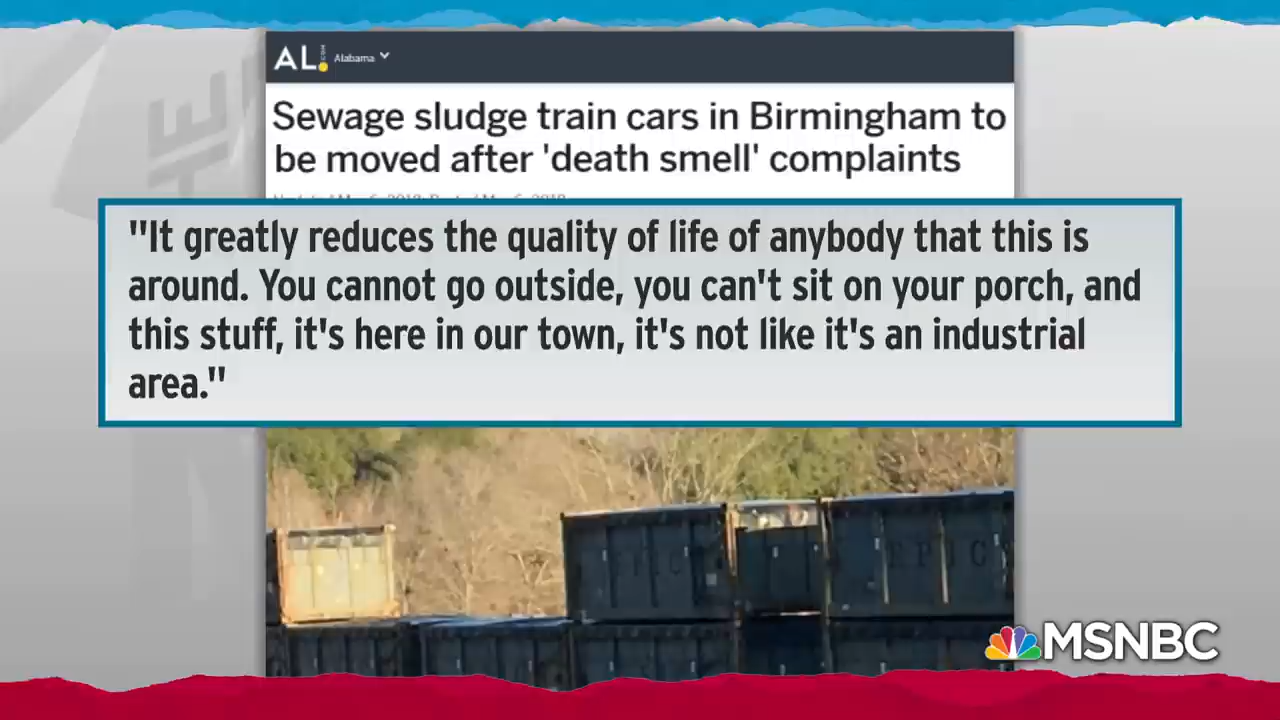 AL.COM Alabama
Sewage sludge train cars in Birmingham to
be moved after 'death smell' complaints
"It greatly reduces the quality of life of anybody that this is
around. You cannot go outside, you can't sit on your porch, and
this stuff, it's here in our town, it's not like it's an industrial
area."
EPIC
MSNBC